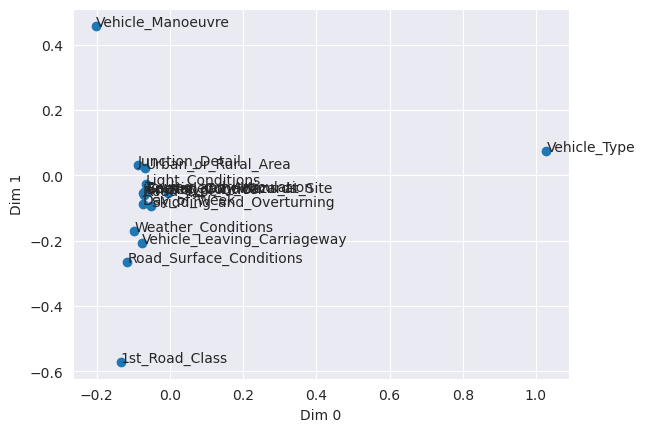 Vehicle_Manoeuvre
Vehicle_Type
Junction_Detail
Urban_or_Rural_Area
Light_Conditions
Day_of_Week
Skidding_and_Overturning
Weather_Conditions
Vehicle_Leaving_Carriageway
Road_Surface_Conditions
1st_Road_Class
0.4
0.2
0.0
−0.2
−0.4
−0.6
Dim 1
−0.2 0.0 0.2 0.4 0.6 0.8 1.0
Dim 0